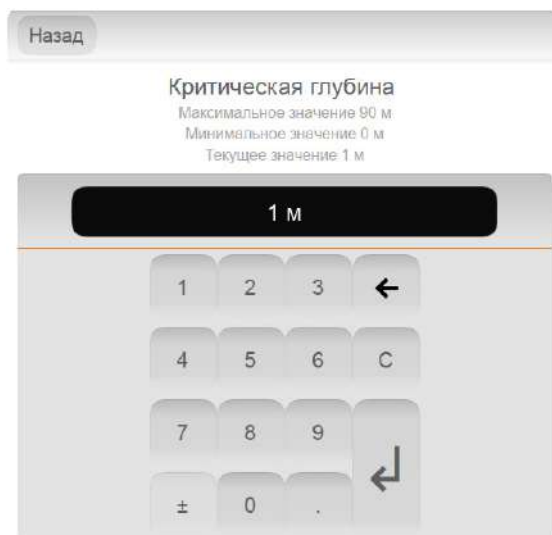 Назад
Критическая глубина
Максимальное значение 90 м
Минимальное значение 0 м
Текущее значение 1 м
1 м
1 2 3 ←
4 5 6 C
7 8 9 ↲
± 0 .